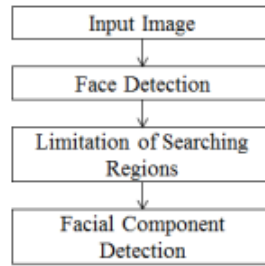 Input Image
Face Detection
Limitation of Searching
Regions
Facial Component
Detection